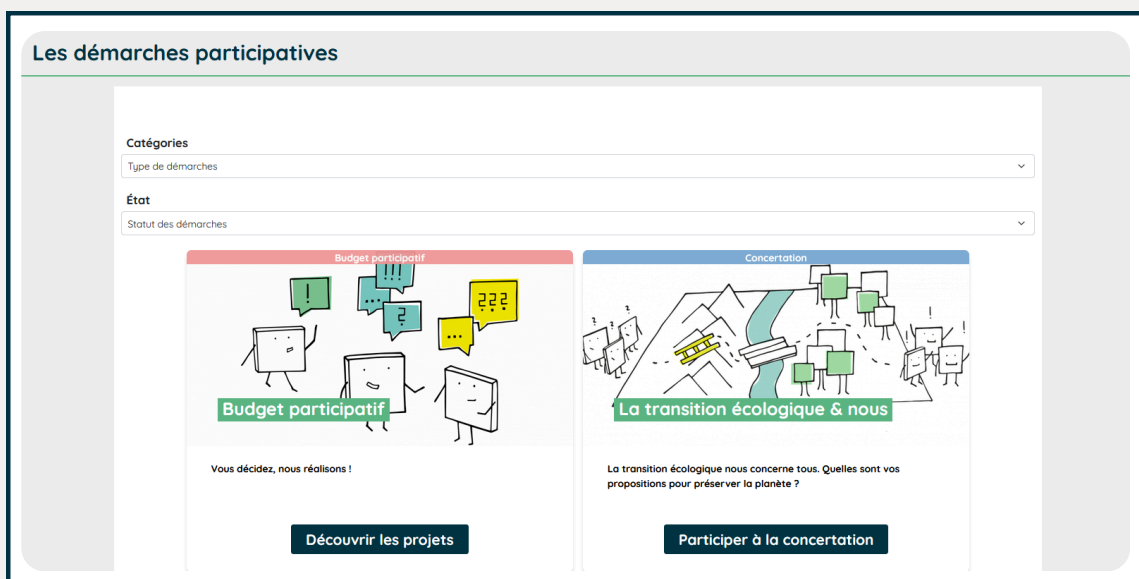 Les démarches participatives
Catégories
Type de démarches
État
Statut des démarches
Budget participatif
!
!!!
...
?
???
...
Budget participatif
Vous décidez, nous réalisons !
Découvrir les projets
Concertation
? ? ?
! !
La transition écologique & nous
La transition écologique nous concerne tous. Quelles sont vos
propositions pour préserver la planète ?
Participer à la concertation